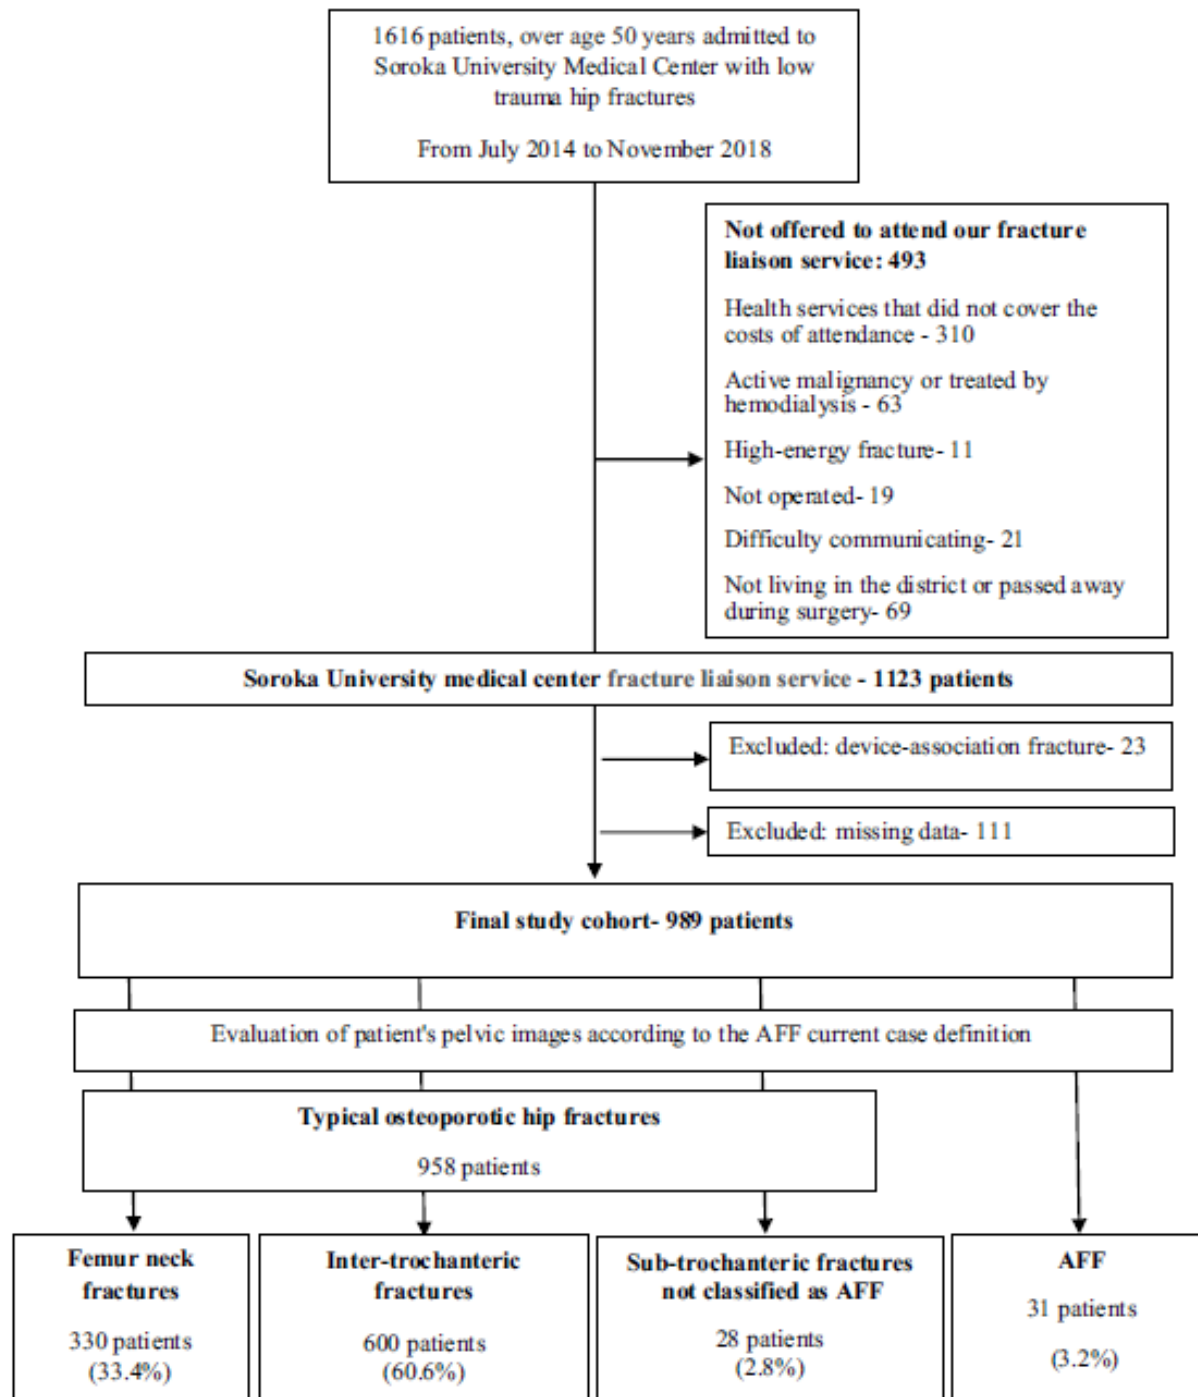 1616 patients, over age 50 years admitted to
Soroka University Medical Center with low
trauma hip fractures
From July 2014 to November 2018
Not offered to attend our fracture
liaison service: 493
Health services that did not cover the
costs of attendance - 310
Active malignancy or treated by
hemodialysis - 63
High-energy fracture- 11
Not operated- 19
Difficulty communicating- 21
Not living in the district or passed away
during surgery- 69
Soroka University medical center fracture liaison service - 1123 patients
Excluded: device-association fracture- 23
Excluded: missing data- 111
Final study cohort- 989 patients
Evaluation of patient's pelvic images according to the AFF current case definition
Typical osteoporotic hip fractures
958 patients
Femur neck
fractures
330 patients
(33.4%)
Inter-trochanteric
fractures
600 patients
(60.6%)
Sub-trochanteric fractures
not classified as AFF
28 patients
(2.8%)
AFF
31 patients
(3.2%)